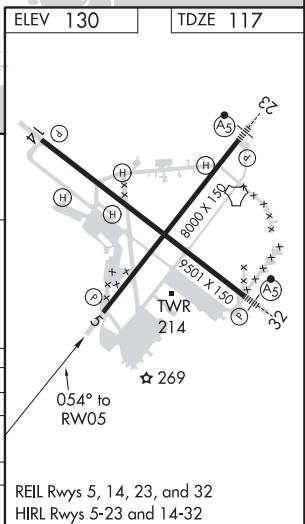 ELEV 130
TDZE 117
23
A5
P
P
14
H
H
H
H
8000 X 150
9501 X 150
A5
P
5
TWR
214
P
32
269
054° to
RW05
REIL Rwys 5, 14, 23, and 32
HIRL Rwys 5-23 and 14-32